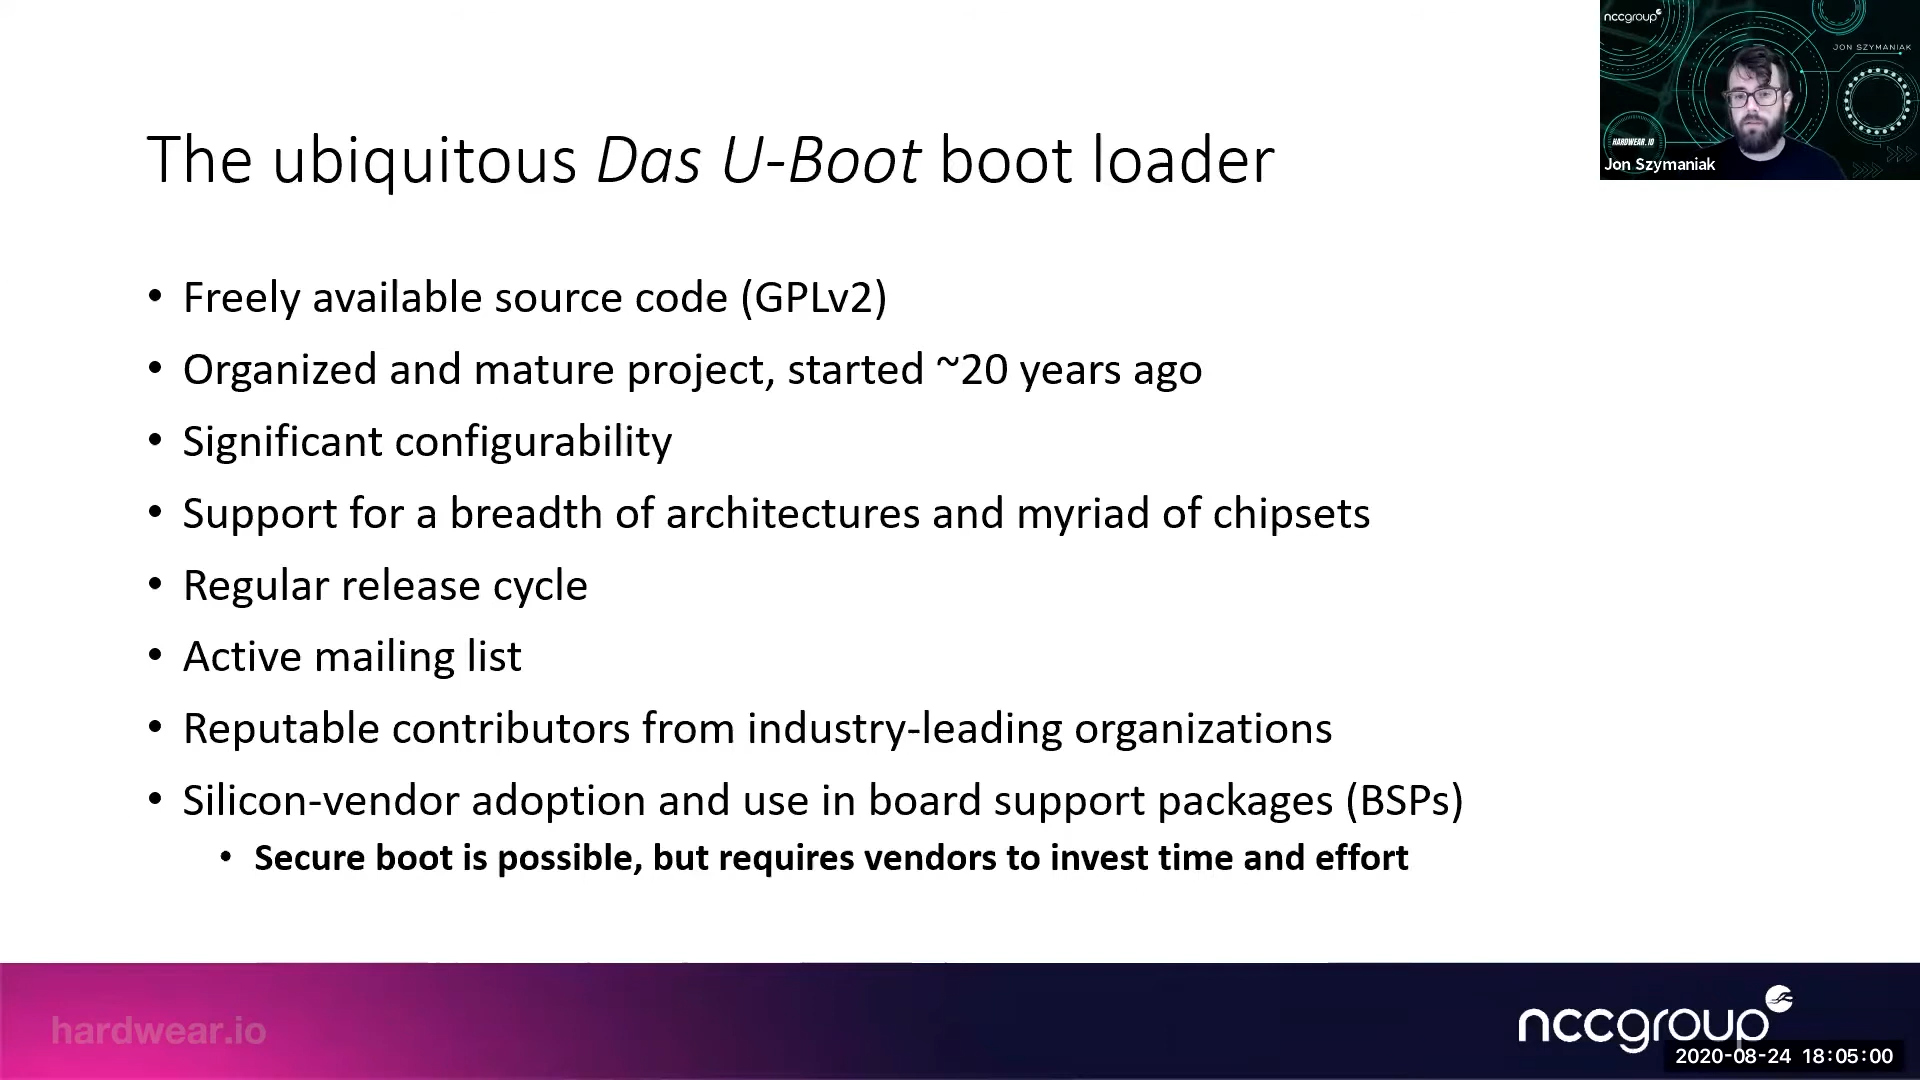 The ubiquitous Das U-Boot boot loader
• Freely available source code (GPLv2)
• Organized and mature project, started ~20 years ago
• Significant configurability
• Support for a breadth of architectures and myriad of chipsets
• Regular release cycle
• Active mailing list
• Reputable contributors from industry-leading organizations
• Silicon-vendor adoption and use in board support packages (BSPs)
• Secure boot is possible, but requires vendors to invest time and effort
nccgroup
JON SZYMANIAK
HARDWEAR.IO
Jon Szymaniak
hardwear.io
nccgroup
2020-08-24 18:05:00